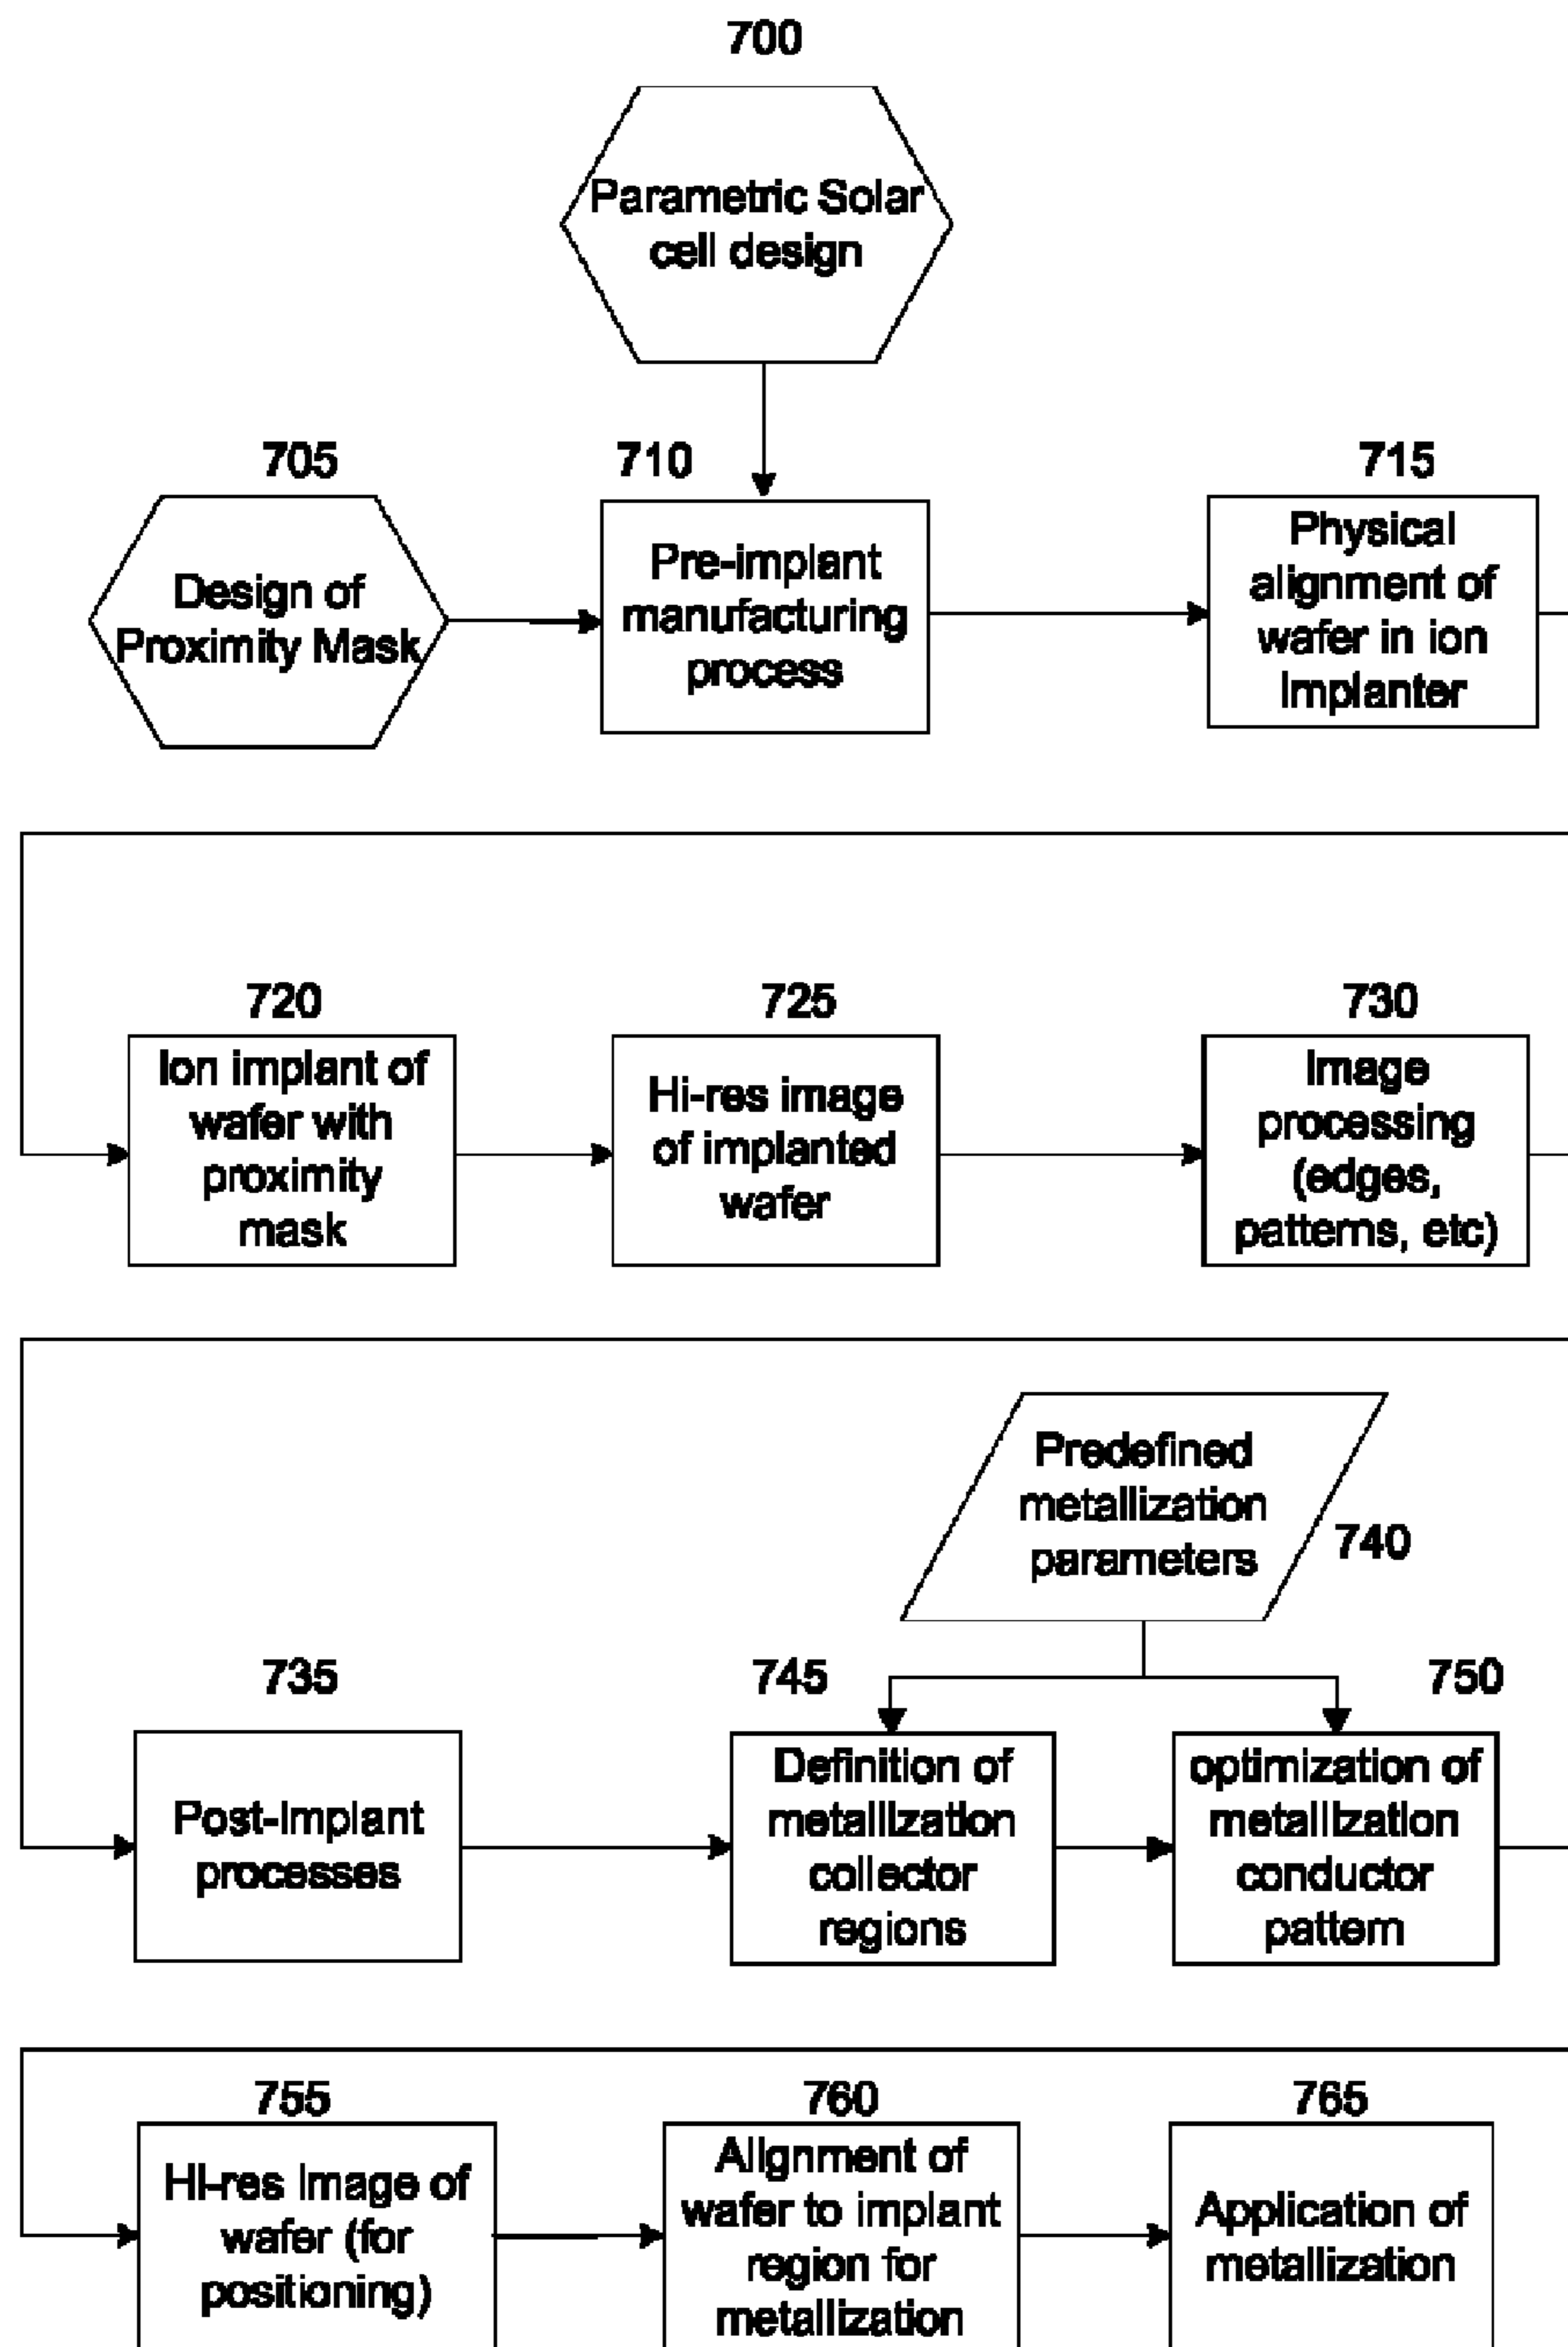 700
Parametric Solar
cell design
705
Design of
Proximity Mask
710
Pre-implant
manufacturing
process
715
Physical
alignment of
wafer in ion
Implanter
720
Ion implant of
wafer with
proximity
mask
725
Hi-res image
of implanted
wafer
730
Image
processing
(edges,
patterns, etc)
Predefined
metallization
parameters
740
735
Post-Implant
processes
745
Definition of
metallization
collector
regions
750
optimization of
metallization
conductor
pattern
755
Hi-res Image of
wafer (for
positioning)
760
Alignment of
wafer to implant
region for
metallization
765
Application of
metallization